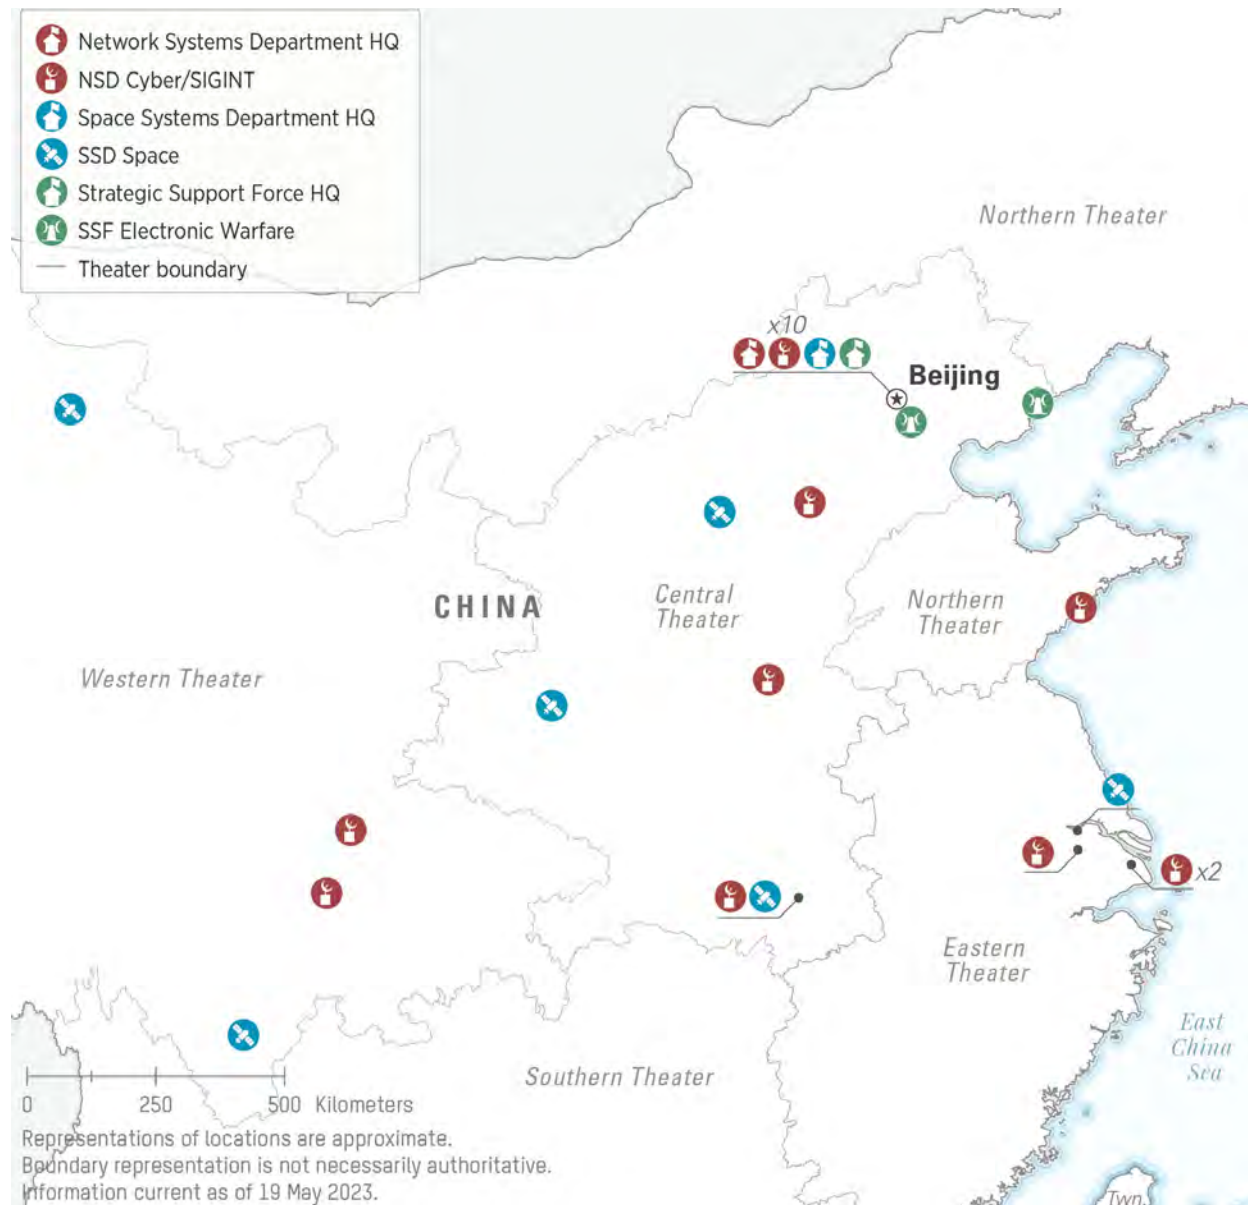 Network Systems Department HQ
NSD Cyber/SIGINT
Space Systems Department HQ
SSD Space
Strategic Support Force HQ
SSF Electronic Warfare
Theater boundary
Northern Theater
x10
Beijing
CHINA
Central
Theater
Northern
Theater
Western Theater
x2
Eastern
Theater
East
China
Sea
Southern Theater
0 250 500 Kilometers
Representations of locations are approximate.
Boundary representation is not necessarily authoritative.
Information current as of 19 May 2023.
Twn.